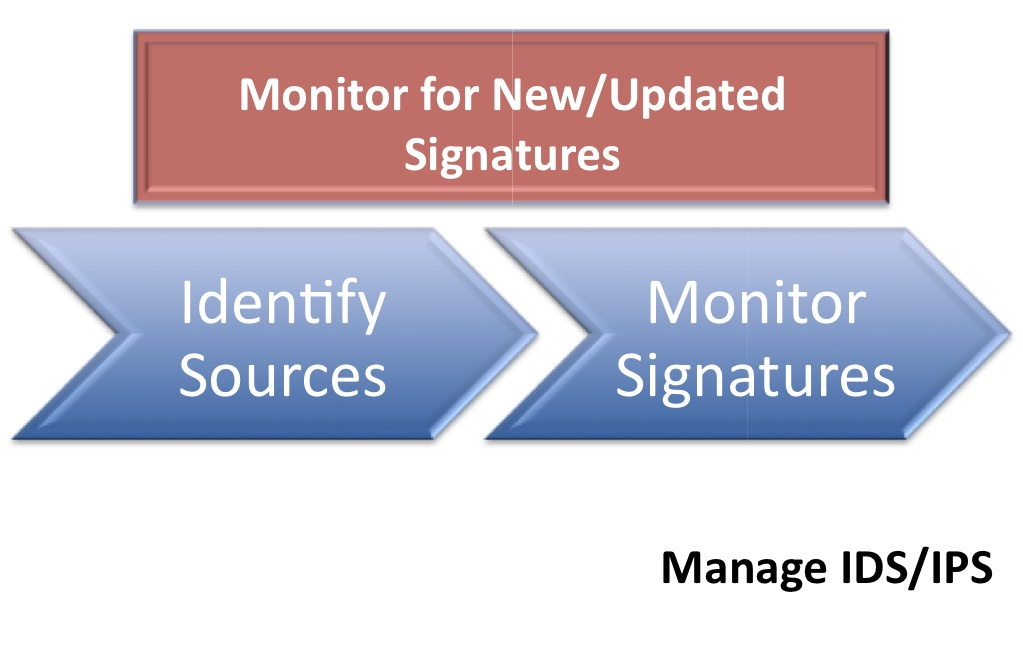 Monitor for New/Updated
Signatures
Identify
Sources
Monitor
Signatures
Manage IDS/IPS